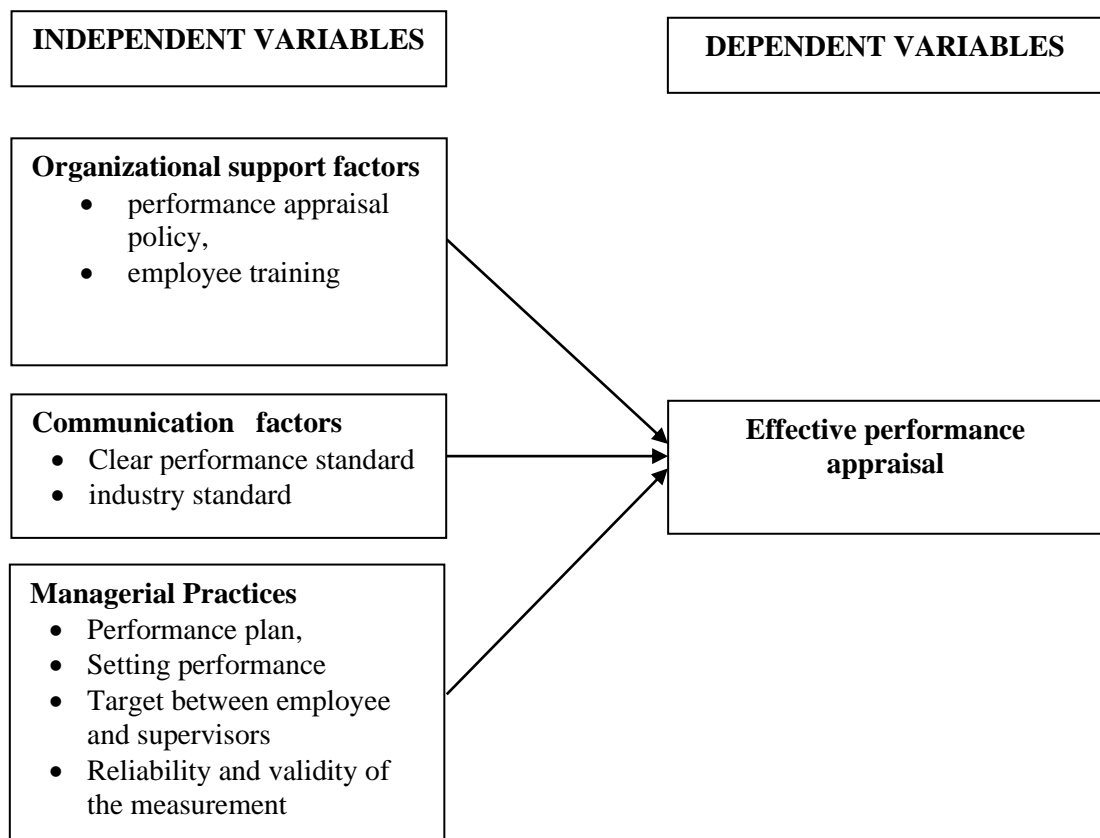 INDEPENDENT VARIABLES
DEPENDENT VARIABLES
Organizational support factors
• performance appraisal
policy,
• employee training
Communication factors
• Clear performance standard
• industry standard
Effective performance
appraisal
Managerial Practices
• Performance plan,
• Setting performance
• Target between employee
and supervisors
• Reliability and validity of
the measurement